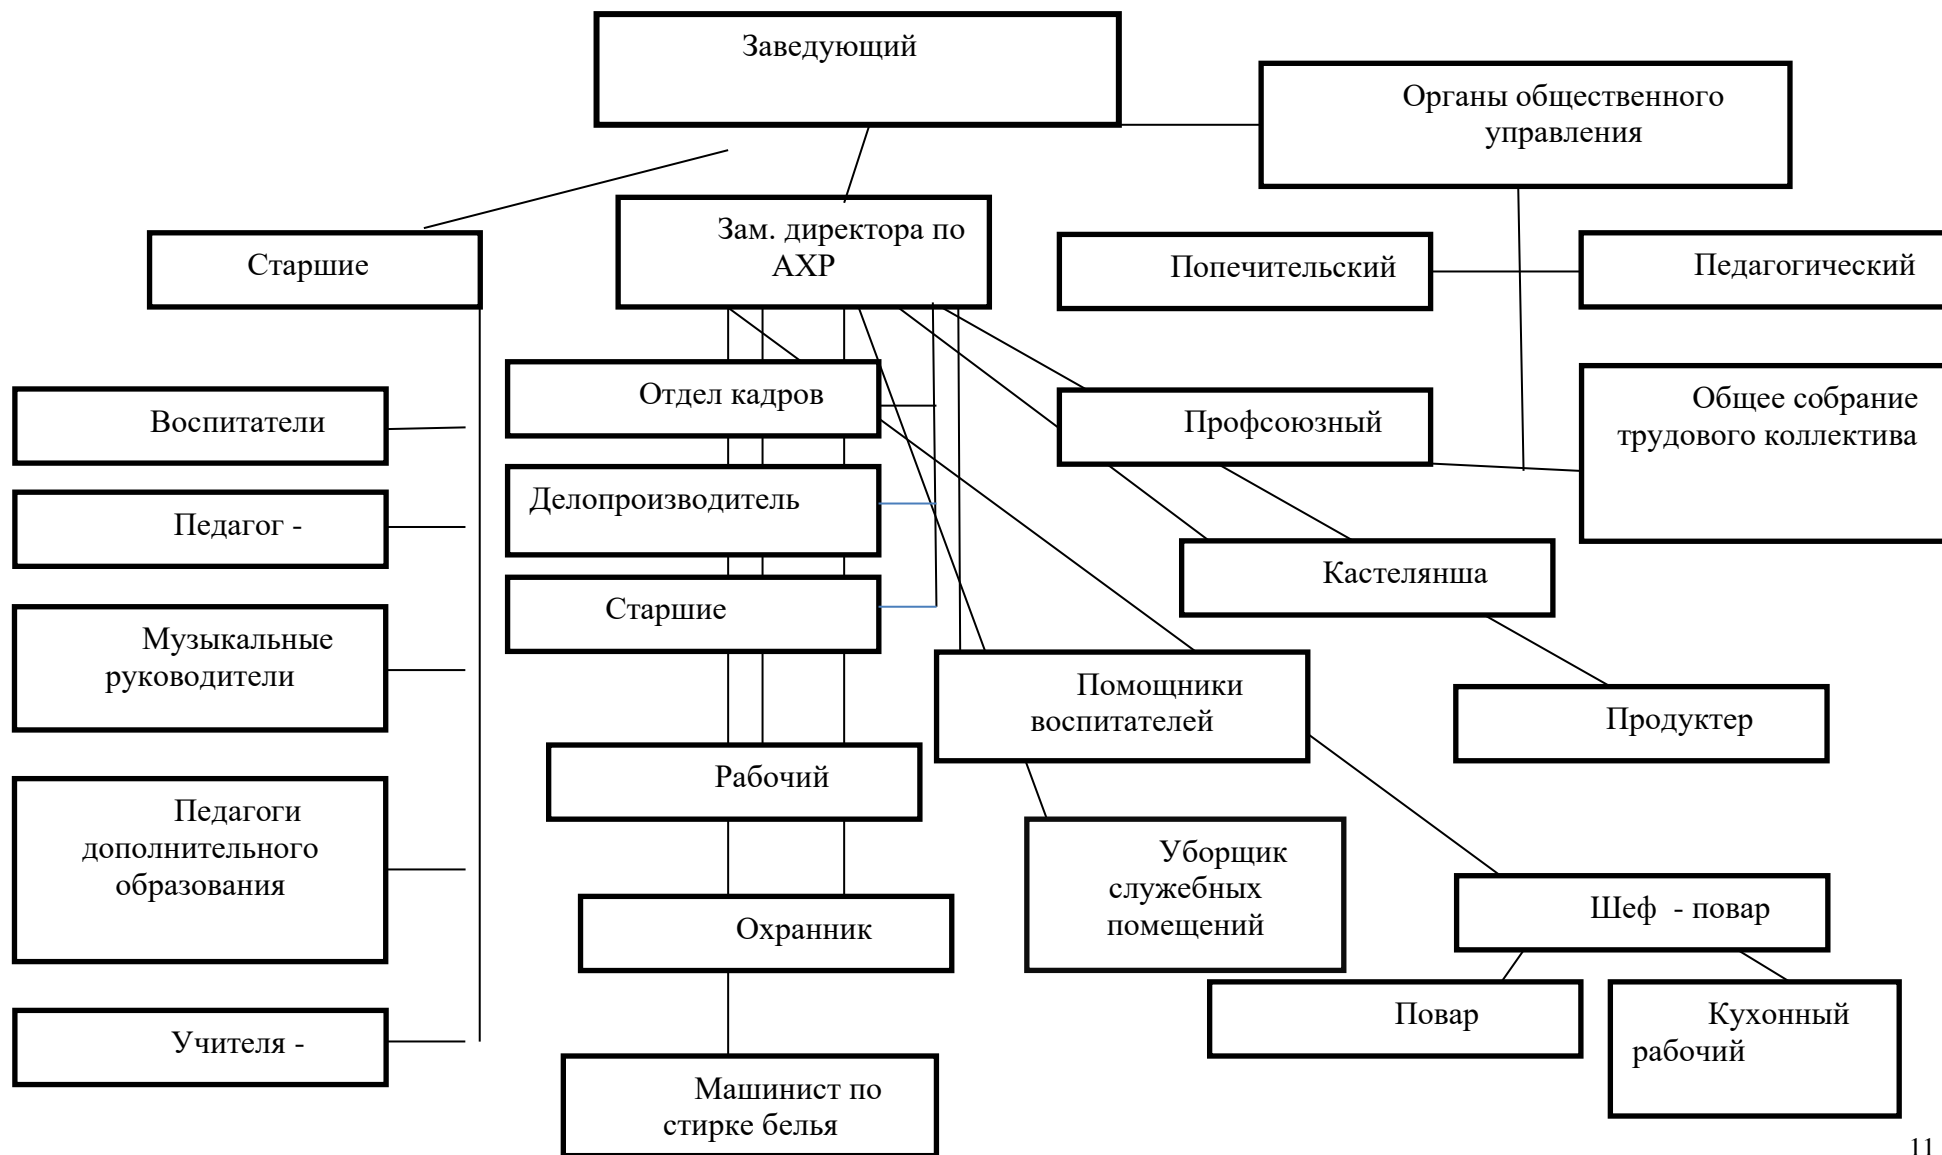 Заведующий
Органы общественного
управления
Зам. директора по
АХР
Старшие
Попечительский
Педагогический
Отдел кадров
Воспитатели
Профсоюзный
Общее собрание
трудового коллектива
Делопроизводитель
Педагог -
Кастелянша
Старшие
Музыкальные
руководители
Помощники
воспитателей
Продуктер
Рабочий
Педагоги
дополнительного
образования
Уборщик
служебных
помещений
Шеф - повар
Охранник
Повар
Кухонный
рабочий
Учителя -
Машинист по
стирке белья
11